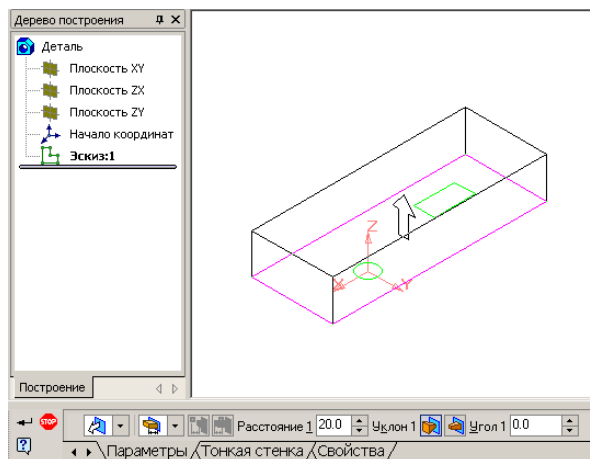 Дерево построения
Деталь
Плоскость XY
Плоскость ZX
Плоскость ZY
Начало координат
Эскиз:1
Z
X
Y
Построение
STOP
Расстояние 1 20.0 Уклон 1 Угол 1 0.0
?
Параметры Тонкая стенка Свойства